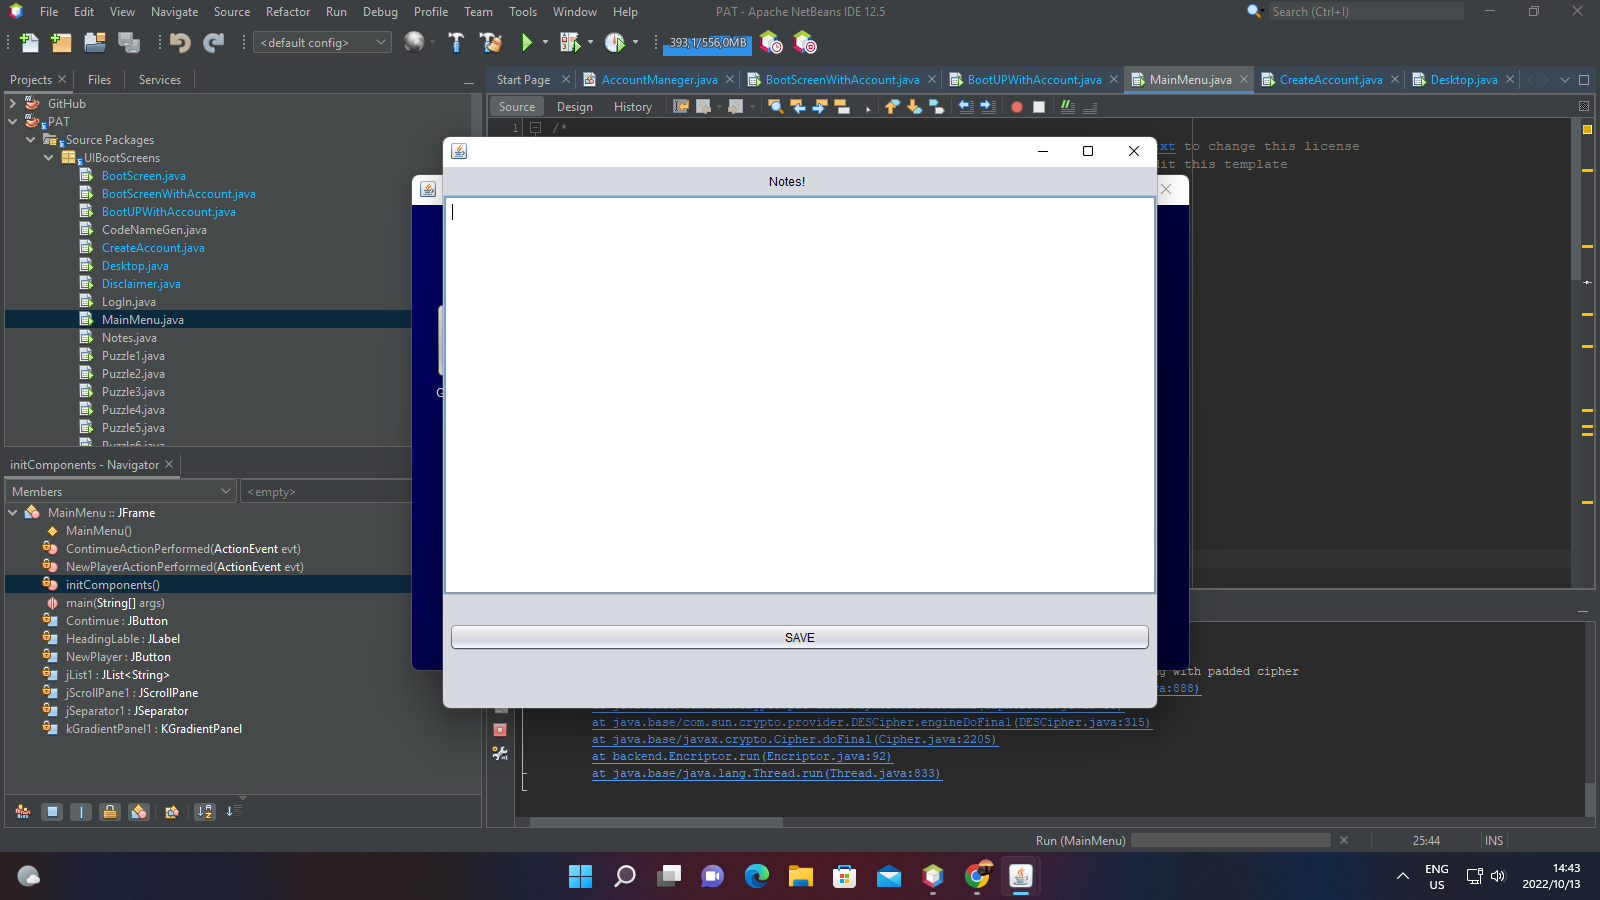 File Edit View Navigate Source Refactor Run Debug Profile Team Tools Window Help PAT - Apache NetBeans IDE 12.5 Search (Ctrl+I)
<default config> 393,1/556,0MB
Projects Files Services
Start Page AccountManeger.java BootScreenWithAccount.java BootUPWithAccount.java MainMenu.java CreateAccount.java Desktop.java
Source Design History
GitHub
PAT
Source Packages
UIBootScreens
BootScreen.java
BootScreenWithAccount.java
BootUPWithAccount.java
CodeNameGen.java
CreateAccount.java
Desktop.java
Disclaimer.java
LogIn.java
MainMenu.java
Notes.java
Puzzle1.java
Puzzle2.java
Puzzle3.java
Puzzle4.java
Puzzle5.java
Puzzle6.java
1 /*
xt to change this license
it this template
Notes!
G
SAVE
initComponents - Navigator
Members <empty>
MainMenu :: JFrame
MainMenu()
ContimueActionPerformed(ActionEvent evt)
NewPlayerActionPerformed(ActionEvent evt)
initComponents()
main(String[] args)
Contimue : JButton
HeadingLable : JLabel
NewPlayer : JButton
jList1 : JList<String>
jScrollPane1 : JScrollPane
jSeparator1 : JSeparator
kGradientPanel1 : KGradientPanel
with padded cipher
a:888)
at java.base/com.sun.crypto.provider.DESCipher.engineDoFinal(DESCipher.java:315)
at java.base/javax.crypto.Cipher.doFinal(Cipher.java:2205)
at backend.Encriptor.run(Encriptor.java:92)
at java.base/java.lang.Thread.run(Thread.java:833)
Run (MainMenu) 25:44 INS
ENG
US
14:43
2022/10/13